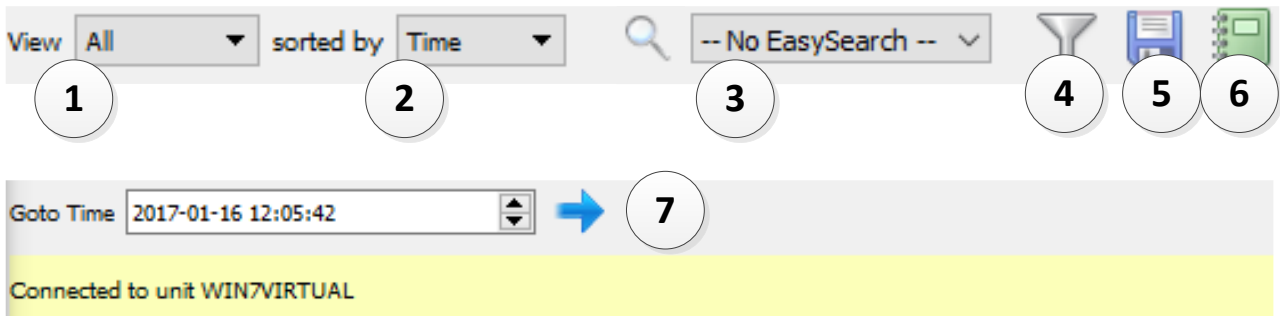 View All sorted by Time -- No EasySearch --
1 2 3 4 5 6
Goto Time 2017-01-16 12:05:42 7
Connected to unit WIN7VIRTUAL